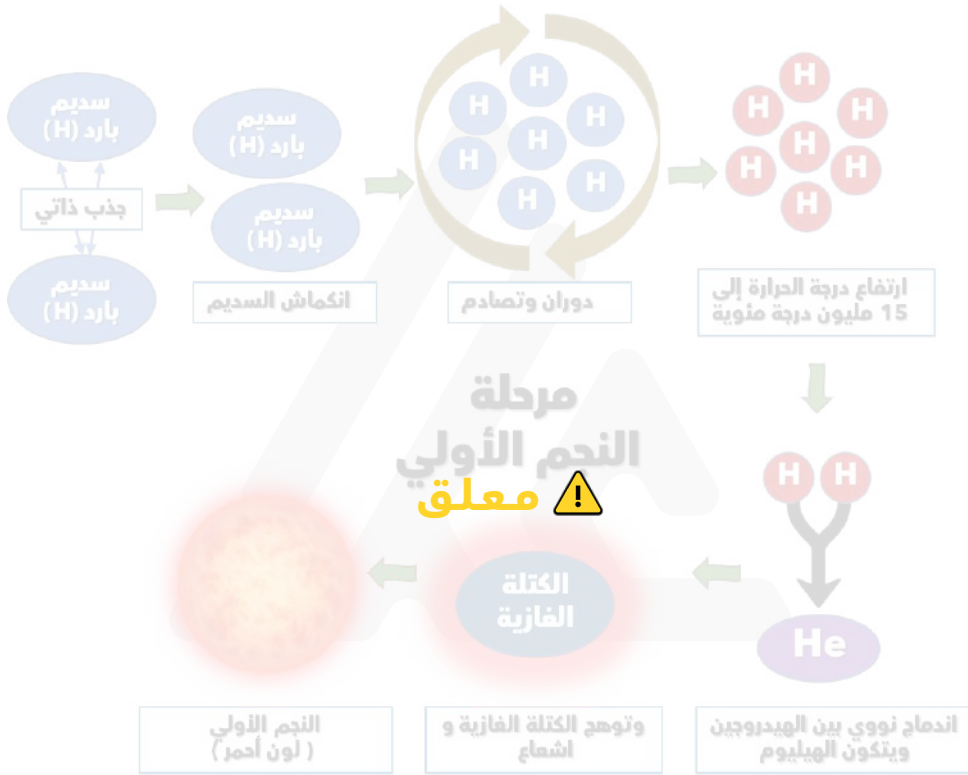 سديم
بارد (H)
جذب ذاتي
سديم
بارد (H)
سديم
بارد (H)
سديم
بارد (H)
انكماش السديم
H
H
H
H
H
H
H
دوران وتصادم
H
H
H
H
H
H
H
ارتفاع درجة الحرارة إلى
15 مليون درجة مئوية
مرحلة
النجم الأولي
معلق
H H
He
اندماج نووي بين الهيدروجين
ويتكون الهيليوم
الكتلة
الغازية
وتوهج الكتلة الغازية و
اشعاع
النجم الأولي
( لون أحمر )